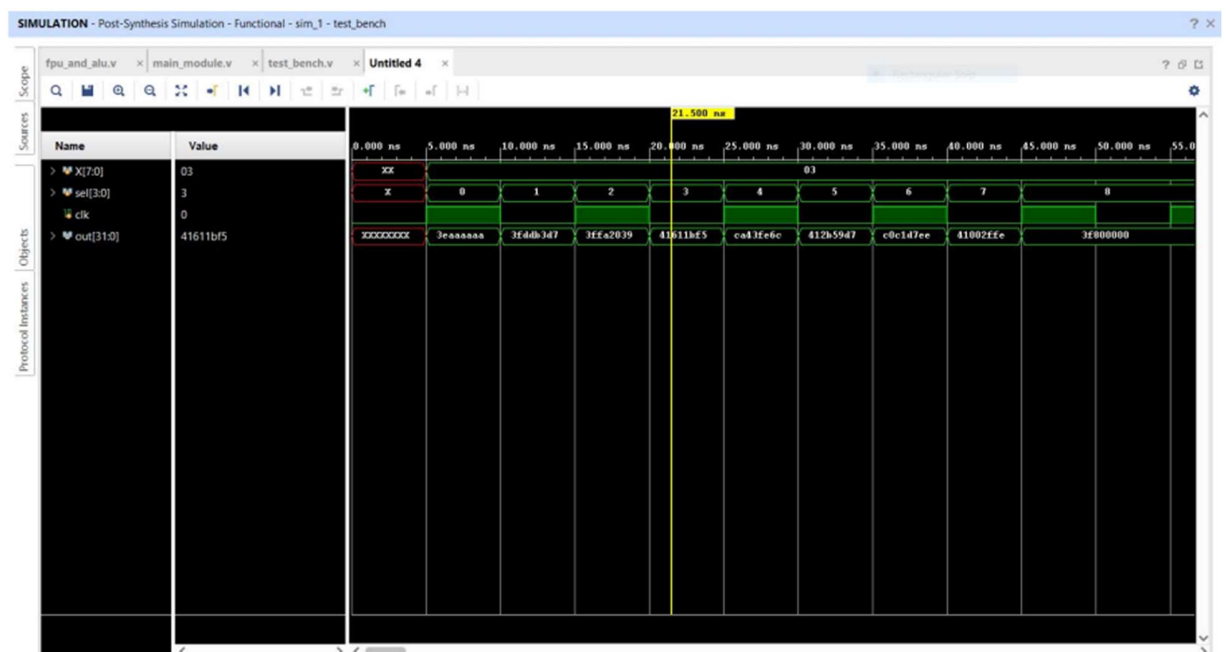 SIMULATION - Post-Synthesis Simulation - Functional - sim_1 - test_bench
fpu_and_alu.v × main_module.v × test_bench.v × Untitled 4 ×
Scope
Sources
Objects
Protocol Instances
21.500 ns
Name Value 0.000 ns 5.000 ns 10.000 ns 15.000 ns 20.000 ns 25.000 ns 30.000 ns 35.000 ns 40.000 ns 45.000 ns 50.000 ns 55.0
X[7:0] 03 XX 03
sel[3:0] 3 X 0 1 2 3 4 5 6 7 8
clk 0
out[31:0] 41611bf5 XXXXXXXX 3eaaaaaa 3fddb3d7 3ffa2039 41611bf5 ca43fe6c 412b59d7 c0c1d7ee 41002ffe 3f800000